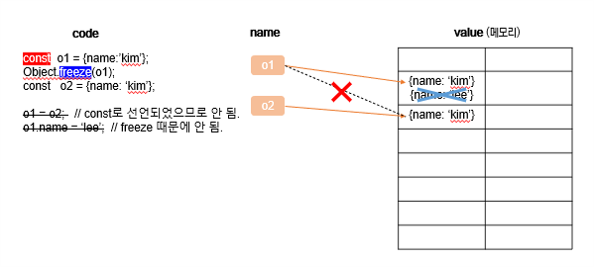 code
name
value (메모리)
const o1 = {name:'kim'};
Object.freeze(o1);
const o2 = {name: 'kim'};
o1 = o2; // const로 선언되었으므로 안 됨.
o1.name = 'lee'; // freeze 때문에 안 됨.
o1
o2
{name: 'kim'}
{name: 'lee'}
{name: 'kim'}